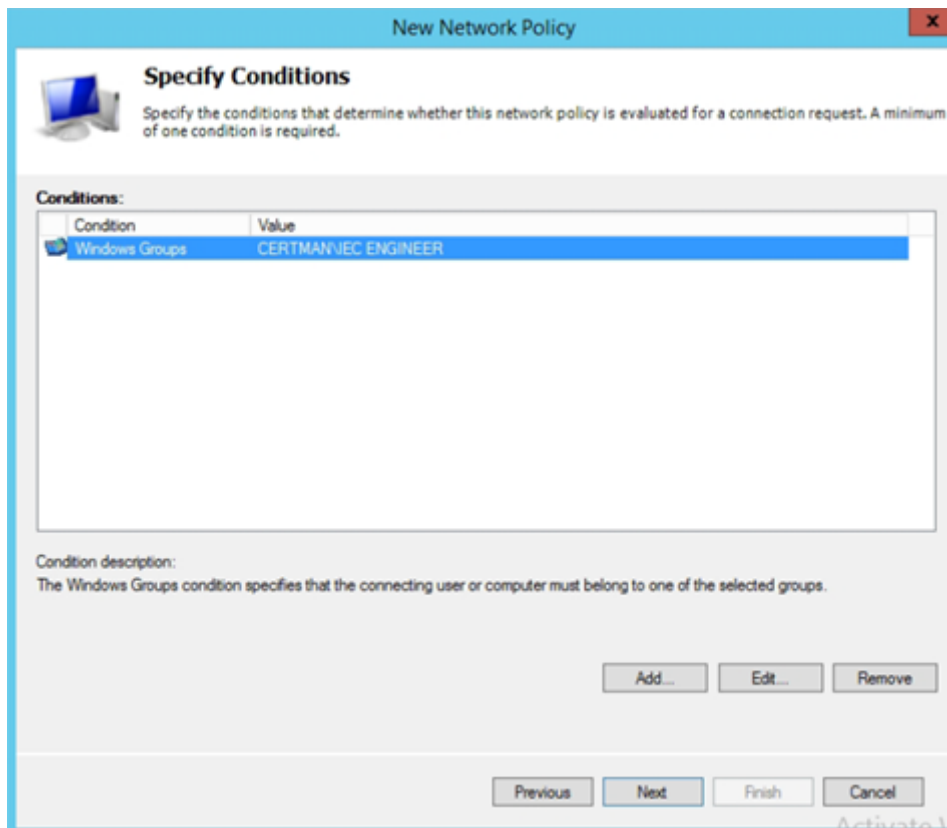 New Network Policy
x
Specify Conditions
Specify the conditions that determine whether this network policy is evaluated for a connection request. A minimum
of one condition is required.
Conditions:
Condition Value
Windows Groups CERTMAN\IEC ENGINEER
Condition description:
The Windows Groups condition specifies that the connecting user or computer must belong to one of the selected groups.
Add... Edit... Remove
Previous Next Finish Cancel
Activate